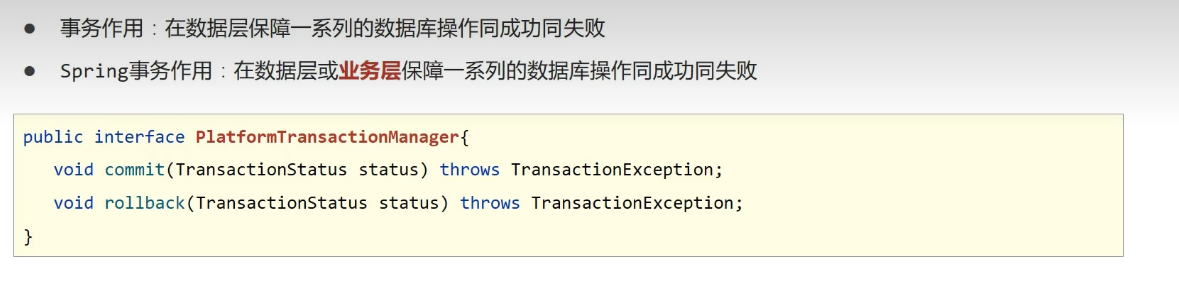 ● 事务作用：在数据层保障一系列的数据库操作同成功同失败
● Spring事务作用：在数据层或业务层保障一系列的数据库操作同成功同失败
public interface PlatformTransactionManager{
void commit(TransactionStatus status) throws TransactionException;
void rollback(TransactionStatus status) throws TransactionException;
}